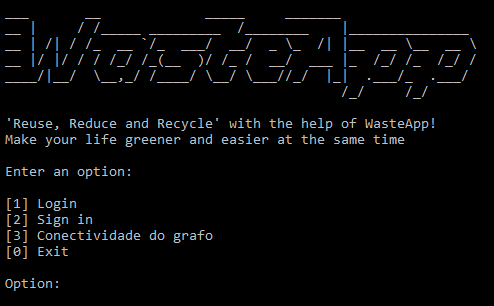 WasteApp
'Reuse, Reduce and Recycle' with the help of WasteApp!
Make your life greener and easier at the same time
Enter an option:
[1] Login
[2] Sign in
[3] Conectividade do grafo
[0] Exit
Option: